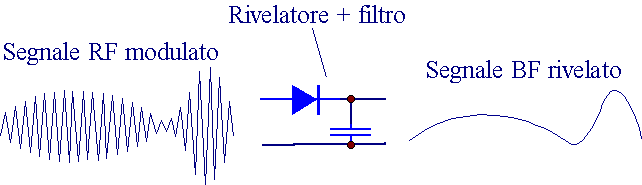 Rivelatore + filtro
Segnale RF modulato
Segnale BF rivelato